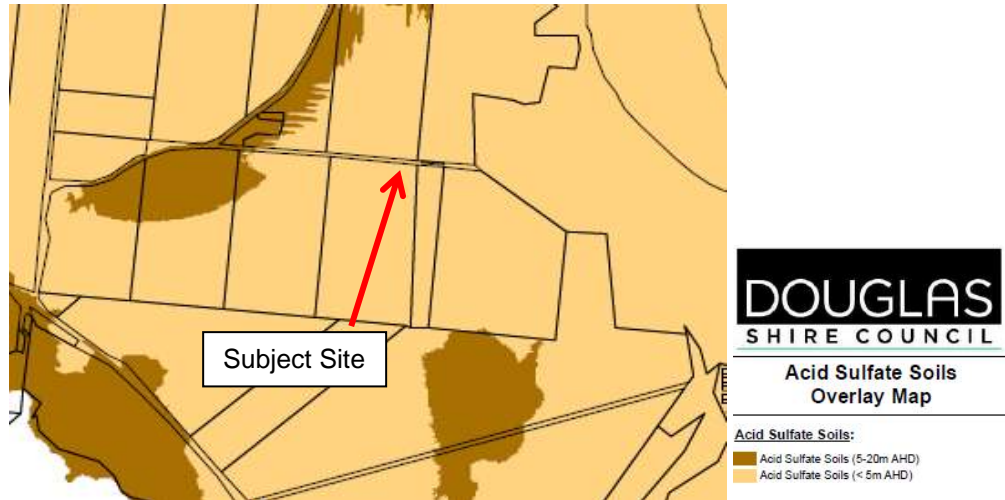 Subject Site
DOUGLAS
SHIRE COUNCIL
Acid Sulfate Soils
Overlay Map
Acid Sulfate Soils:
Acid Sulfate Soils (5-20m AHD)
Acid Sulfate Soils (< 5m AHD)